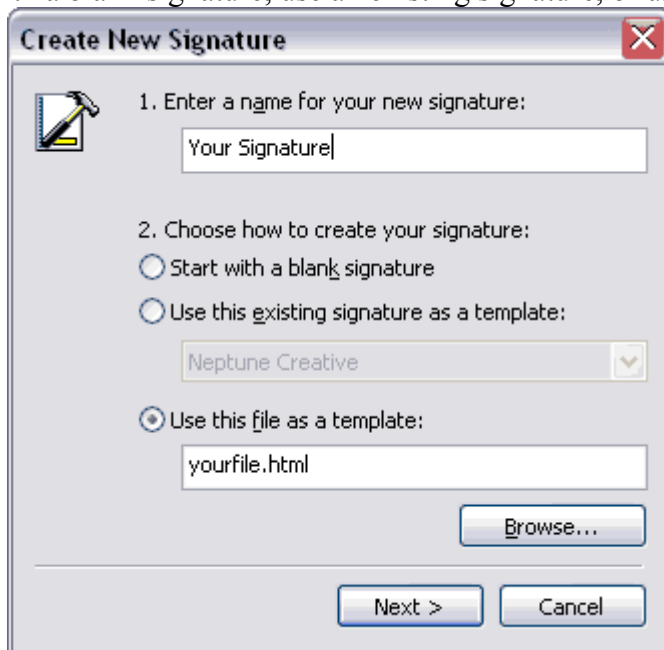 Create New Signature
1. Enter a name for your new signature:
Your Signature
2. Choose how to create your signature:
Start with a blank signature
Use this existing signature as a template:
Neptune Creative
Use this file as a template:
yourfile.html
Browse...
Next >
Cancel